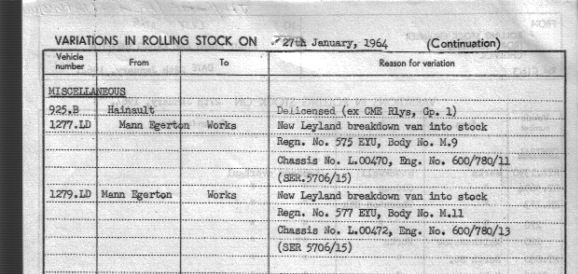 VARIATIONS IN ROLLING STOCK ON 27th January, 1964 (Continuation)
Vehicle number From To Reason for variation
MISCELLANEOUS
925.B Hainault Delicensed (ex CME Rlys, Gp. 1)
1277.LD Mann Egerton Works New Leyland breakdown van into stock
Regn. No. 575 EYU, Body No. M.9
Chassis No. L.00470, Eng. No. 600/780/11
(SER.5706/15)
1279.LD Mann Egerton Works New Leyland breakdown van into stock
Regn. No. 577 EYU, Body No. M.11
Chassis No. L.00472, Eng. No. 600/780/13
(SER 5706/15)